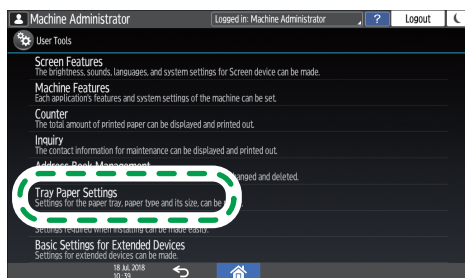 Machine Administrator
Logged in: Machine Administrator
?
Logout
User Tools
Screen Features
The brightness, sounds, languages, and system settings for Screen device can be made.
Machine Features
Each application's features and system settings of the machine can be set.
Counter
The total amount of printed paper can be displayed and printed out.
Inquiry
The contact information for maintenance can be displayed and printed out.
Address Book Management
anged and deleted.
Tray Paper Settings
Settings for the paper tray, paper type and its size, can be
Settings required when installing can be made easily.
Basic Settings for Extended Devices
Settings for extended devices can be made.
18 Jul. 2018
10:39